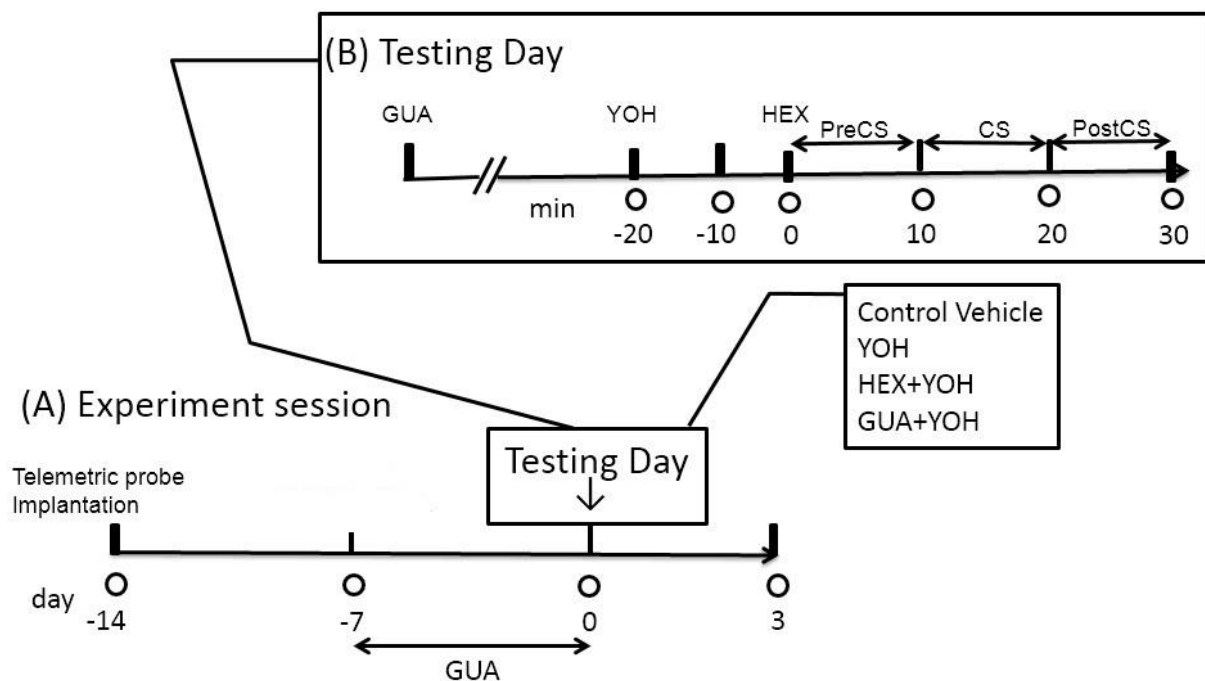 (B) Testing Day
GUA YOH HEX PreCS CS PostCS
min
-20 -10 0 10 20 30
Control Vehicle
YOH
HEX+YOH
GUA+YOH
(A) Experiment session
Testing Day
Telemetric probe
Implantation
day
-14 -7 0 3
GUA